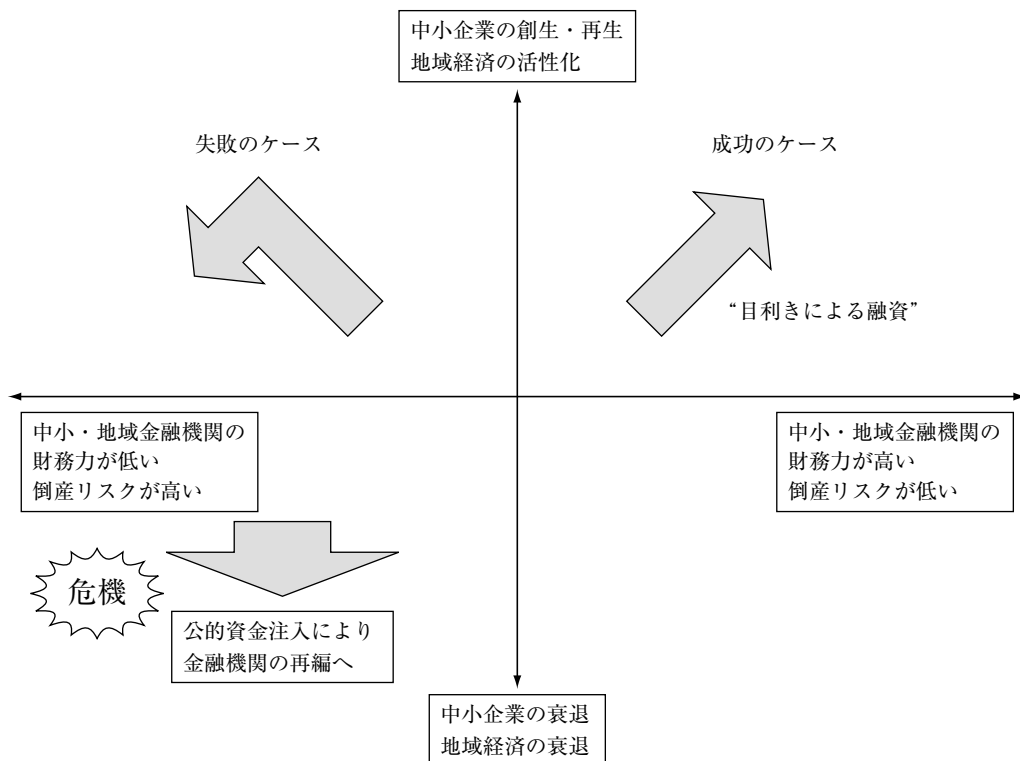 中小企業の創生・再生
地域経済の活性化
失敗のケース
成功のケース
“目利きによる融資”
中小・地域金融機関の
財務力が低い
倒産リスクが高い
中小・地域金融機関の
財務力が高い
倒産リスクが低い
危機
公的資金注入により
金融機関の再編へ
中小企業の衰退
地域経済の衰退